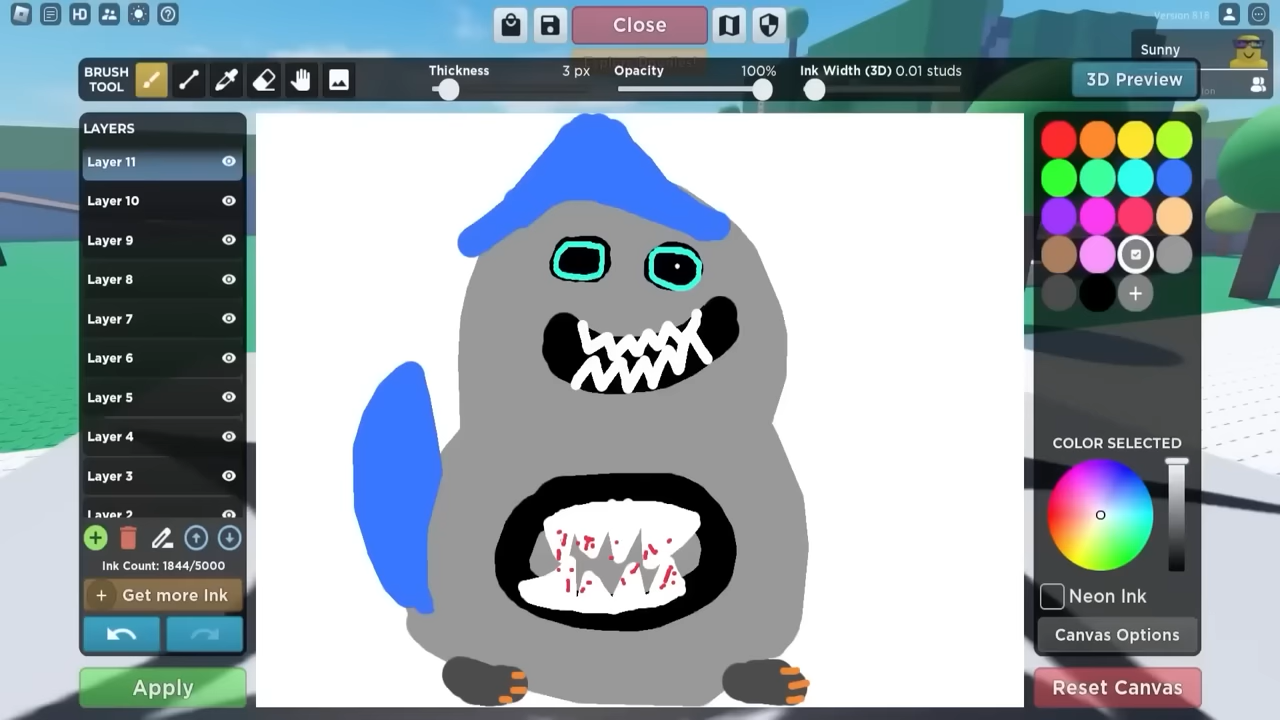 HD
Close
Version 818
Sunny
BRUSH TOOL
Thickness
3 px
Opacity
100%
Ink Width (3D) 0.01 studs
3D Preview
LAYERS
Layer 11
Layer 10
Layer 9
Layer 8
Layer 7
Layer 6
Layer 5
Layer 4
Layer 3
Layer 2
Ink Count: 1844/5000
+ Get more Ink
Apply
COLOR SELECTED
Neon Ink
Canvas Options
Reset Canvas